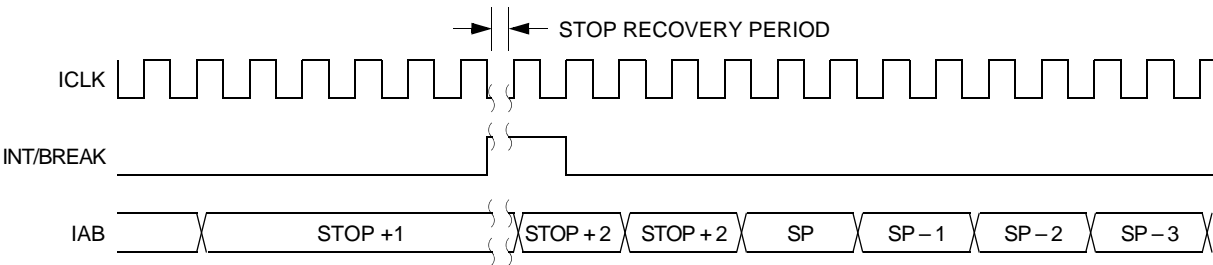 STOP RECOVERY PERIOD
ICLK
INT/BREAK
IAB STOP +1 STOP + 2 STOP + 2 SP SP – 1 SP – 2 SP – 3